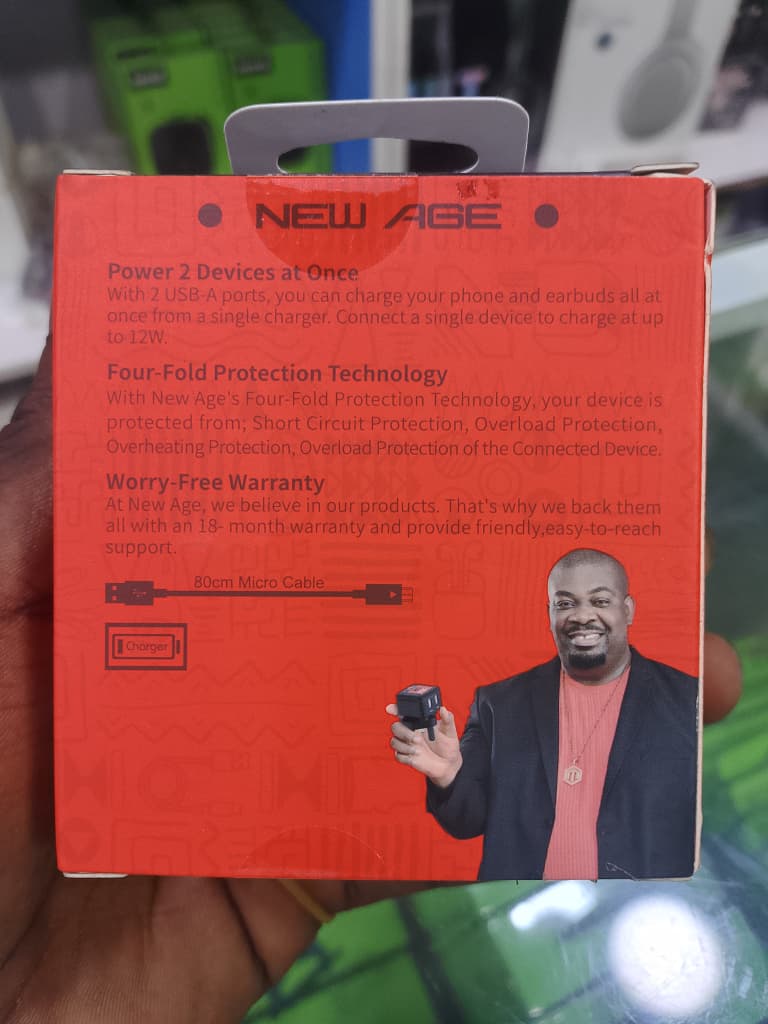 NEW AGE
Power 2 Devices at Once
With 2 USB-A ports, you can charge your phone and earbuds all at
once from a single charger. Connect a single device to charge at up
to 12W.
Four-Fold Protection Technology
With New Age's Four-Fold Protection Technology, your device is
protected from; Short Circuit Protection, Overload Protection,
Overheating Protection, Overload Protection of the Connected Device.
Worry-Free Warranty
At New Age, we believe in our products. That's why we back them
all with an 18- month warranty and provide friendly,easy-to-reach
support.
80cm Micro Cable
Charger